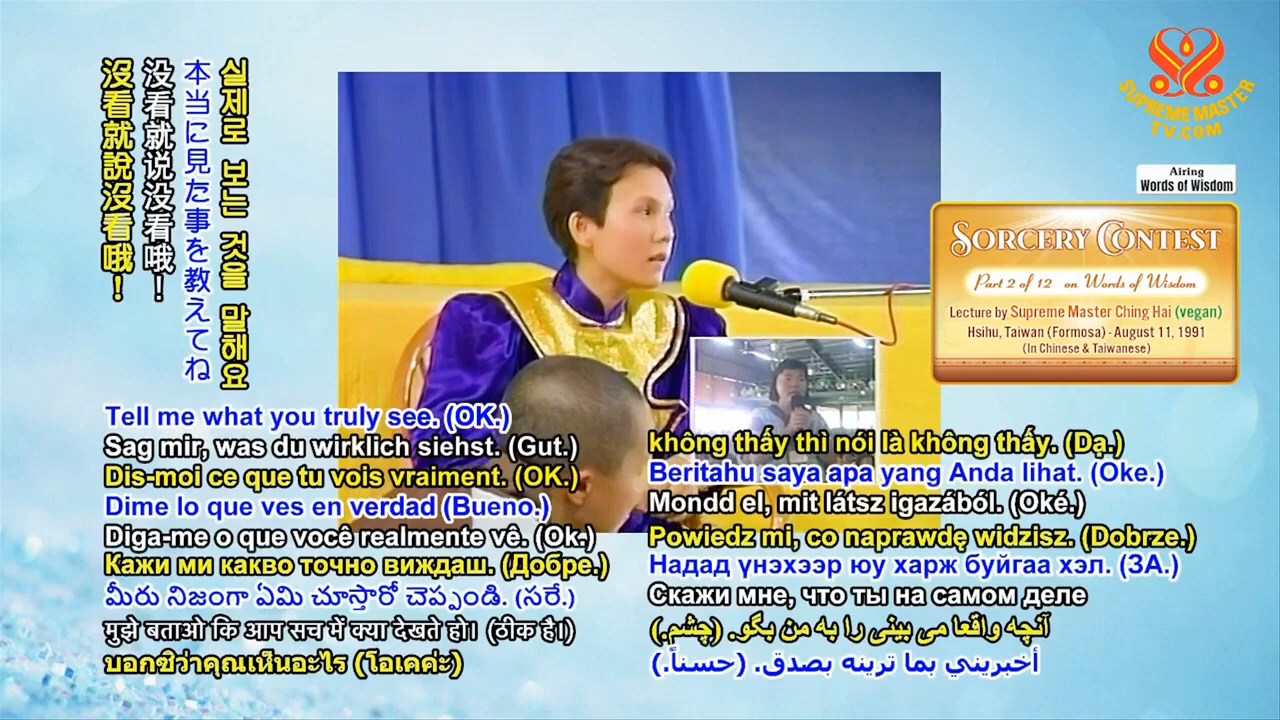 실제로 보는 것을 말해요
本当に見た事を教えてね
没看就说没看哦！
沒看就說沒看哦！
SUPREME MASTER
TV.COM
Airing
Words of Wisdom
SORCERY CONTEST
Part 2 of 12 on Words of Wisdom
Lecture by Supreme Master Ching Hai (vegan)
Hsihu, Taiwan (Formosa) - August 11, 1991
(In Chinese & Taiwanese)
Tell me what you truly see. (OK.)
Sag mir, was du wirklich siehst. (Gut.)
Dis-moi ce que tu vois vraiment. (OK.)
Dime lo que ves en verdad (Bueno.)
Diga-me o que você realmente vê. (Ok.)
Кажи ми какво точно виждаш. (Добре.)
మీరు నిజంగా ఏమి చూస్తారో చెప్పండి. (సరే.)
मुझे बताओ कि आप सच में क्या देखते हो। (ठीक है।)
บอกซิว่าคุณเห็นอะไร (โอเคค่ะ)
không thấy thì nói là không thấy. (Dạ.)
Beritahu saya apa yang Anda lihat. (Oke.)
Mondd el, mit látsz igazából. (Oké.)
Powiedz mi, co naprawdę widzisz. (Dobrze.)
Надад үнэхээр юу харж буйгаа хэл. (ЗА.)
Скажи мне, что ты на самом деле
آنچه واقعا می بینی را به من بگو. (چشم.)
أخبريني بما ترينه بصدق. (حسناً.)